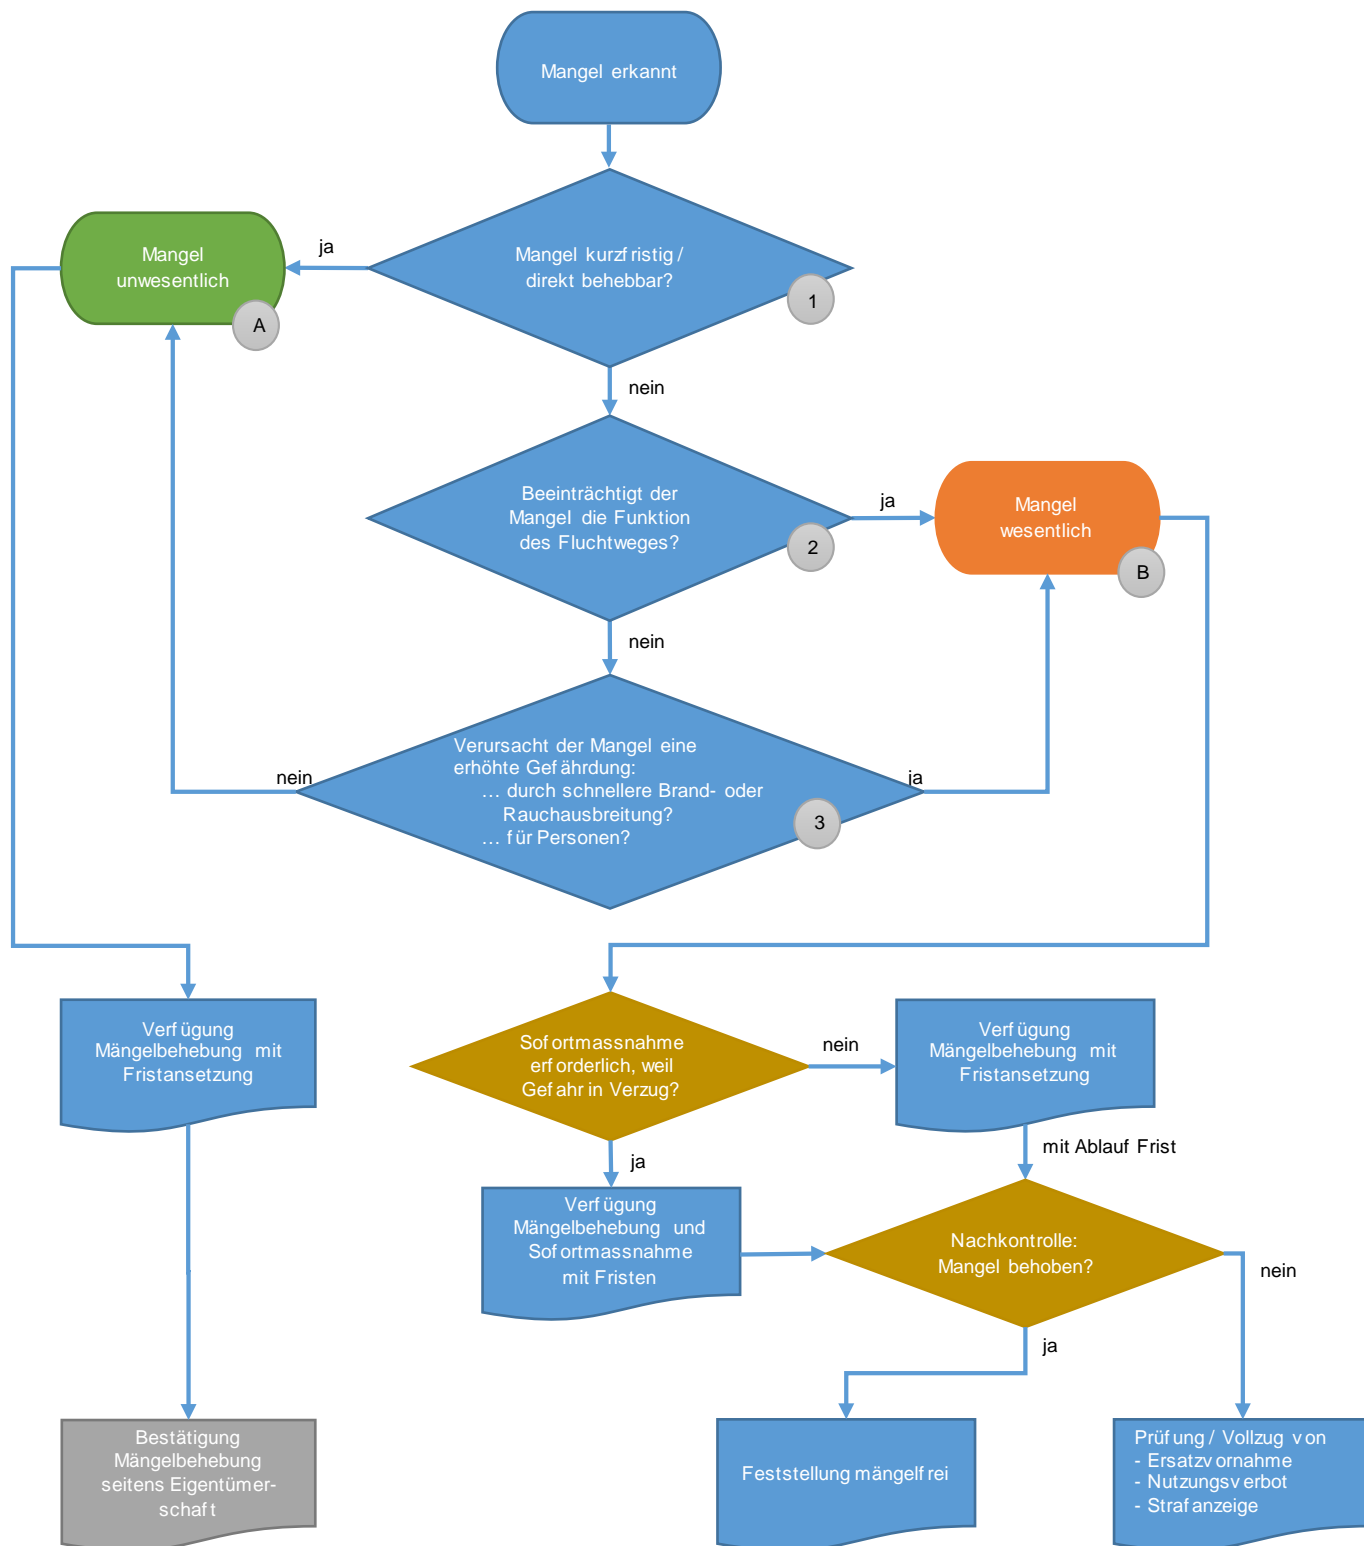 Mangel erkannt
Mangel kurzfristig /
direkt behebbar?
1
ja
Mangel
unwesentlich
A
nein
Beeinträchtigt der
Mangel die Funktion
des Fluchtweges?
2
ja
Mangel
wesentlich
B
nein
Verursacht der Mangel eine
erhöhte Gefährdung:
… durch schnellere Brand- oder
Rauchausbreitung?
… für Personen?
3
nein
ja
Verfügung
Mängelbehebung mit
Fristansetzung
Sofortmassnahme
erforderlich, weil
Gefahr in Verzug?
nein
Verfügung
Mängelbehebung mit
Fristansetzung
ja
mit Ablauf Frist
Verfügung
Mängelbehebung und
Sofortmassnahme
mit Fristen
Nachkontrolle:
Mangel behoben?
nein
ja
Bestätigung
Mängelbehebung
seitens Eigentümer-
schaft
Feststellung mängelfrei
Prüfung / Vollzug von
- Ersatzvornahme
- Nutzungsverbot
- Strafanzeige